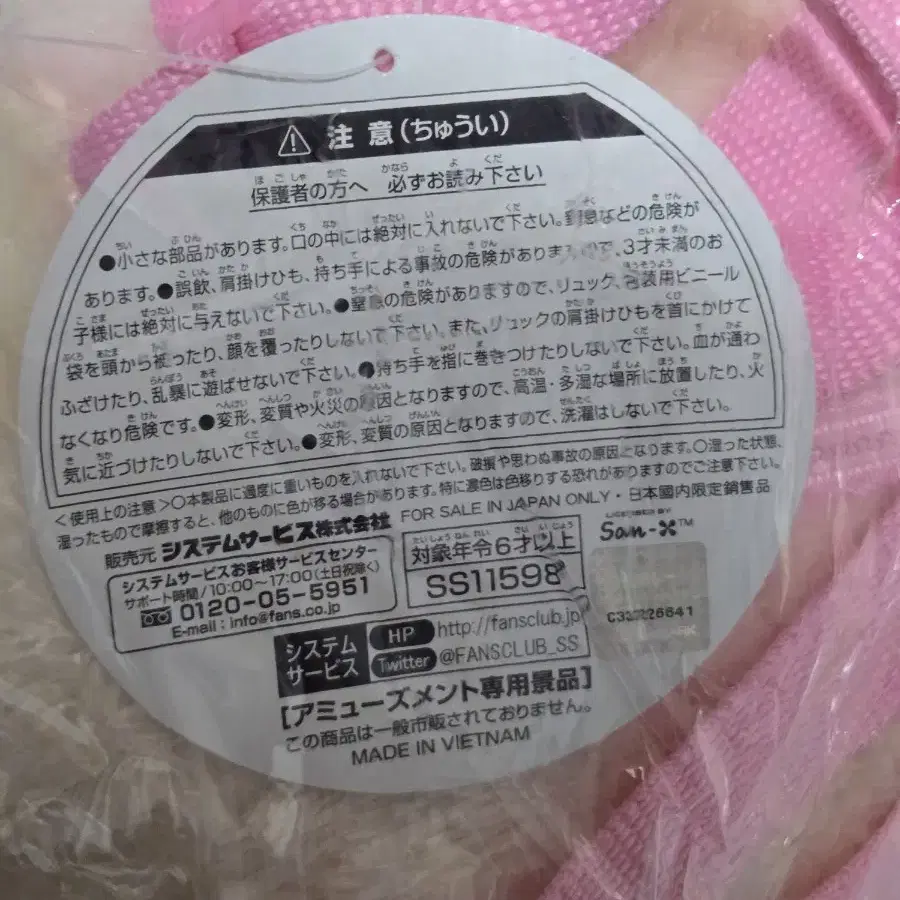 注意(ちゅうい)
保護者の方へ 必ずお読み下さい
●小さな部品があります。口の中には絶対に入れないで下さい。窒息などの危険が
あります。●誤飲、肩掛けひも、持ち手による事故の危険がありますので、3才未満のお
子様には絶対に与えないで下さい。●窒息の危険がありますので、リュック、包装用ビニール
袋を頭から被ったり、顔を覆ったりしないで下さい。また、リュックの肩掛けひもを首にかけて
ふざけたり、乱暴に遊ばせないで下さい。●持ち手を指に巻きつけたりしないで下さい。血が通わ
なくなり危険です。●変形、変質や火災の原因となりますので、高温・多湿な場所に放置したり、火
気に近づけたりしないで下さい。●変形、変質の原因となりますので、洗濯はしないで下さい。
<使用上の注意>○本製品に過度に重いものを入れないで下さい。破損や思わぬ事故の原因となります。○湿った状態、
湿ったもので摩擦すると、他のものに色が移る場合があります。特に濃色は色移りする恐れがありますのでご注意下さい。
FOR SALE IN JAPAN ONLY・日本國内限定銷售品
販売元 システムサービス株式会社
システムサービスお客様サービスセンター
サポート時間/10:00~17:00(土日祝除く)
0120-05-5951
E-mail:info@fans.co.jp
対象年令6才以上
SS11598
LICENSED BY
San-X™
システムサービス
HP http://fansclub.jp
Twitter @FANSCLUB_SS
[アミューズメント専用景品]
この商品は一般市販されておりません。
MADE IN VIETNAM